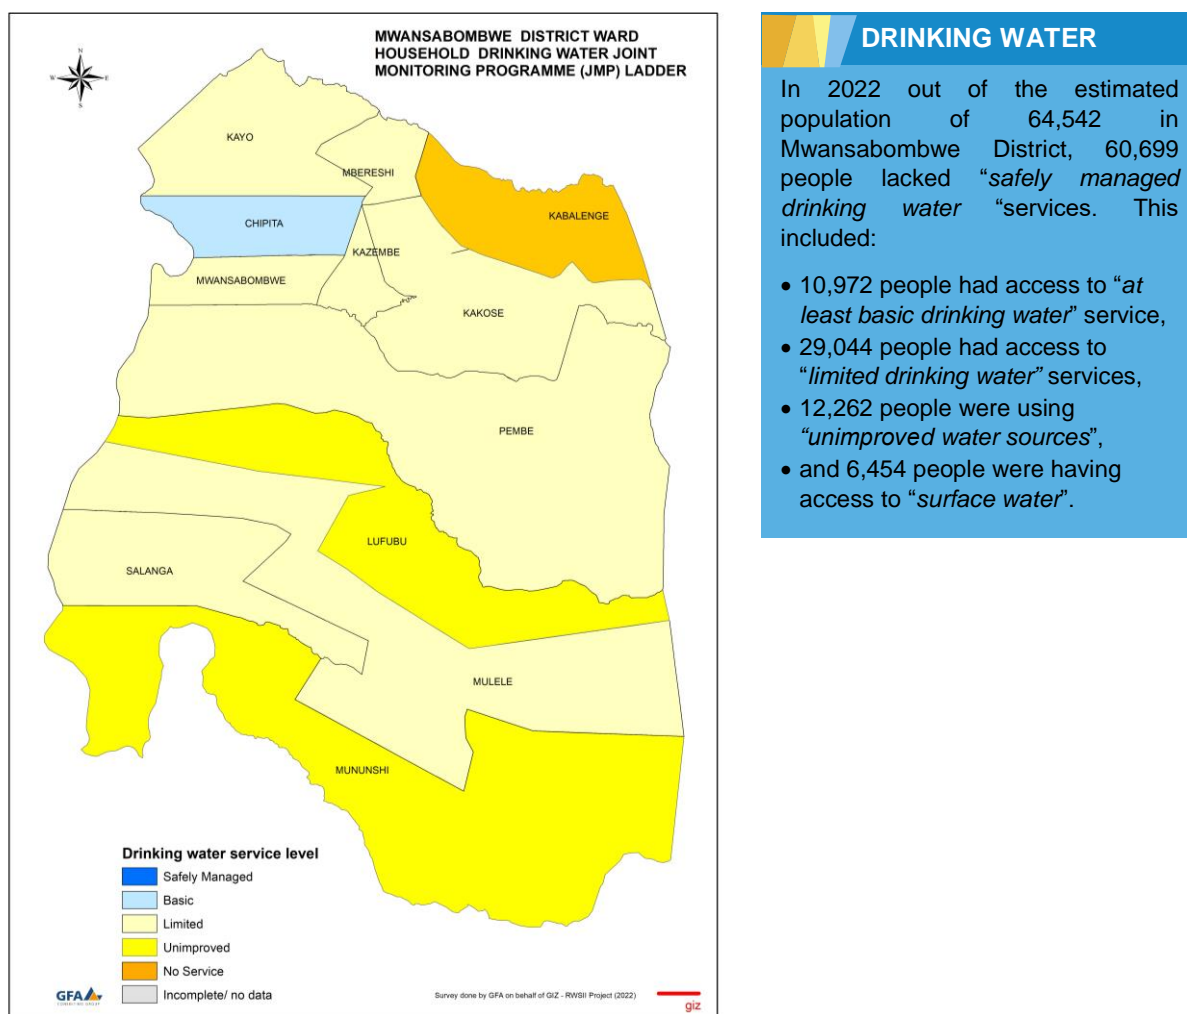 MWANSABOMBWE DISTRICT WARD
HOUSEHOLD DRINKING WATER JOINT
MONITORING PROGRAMME (JMP) LADDER
N
W
E
S
KAYO
MBERESHI
KABALENGE
CHIPITA
KAZEMBE
MWANSABOMBWE
KAKOSE
PEMBE
LUFUBU
SALANGA
MULELE
MUNUNSHI
Drinking water service level
Safely Managed
Basic
Limited
Unimproved
No Service
Incomplete/ no data
GFA
CONSULTING GROUP
Survey done by GFA on behalf of GIZ - RWSII Project (2022)
giz
DRINKING WATER
In 2022 out of the estimated
population of 64,542 in
Mwansabombwe District, 60,699
people lacked “safely managed
drinking water “services. This
included:
• 10,972 people had access to “at
least basic drinking water” service,
• 29,044 people had access to
“limited drinking water” services,
• 12,262 people were using
“unimproved water sources”,
• and 6,454 people were having
access to “surface water”.